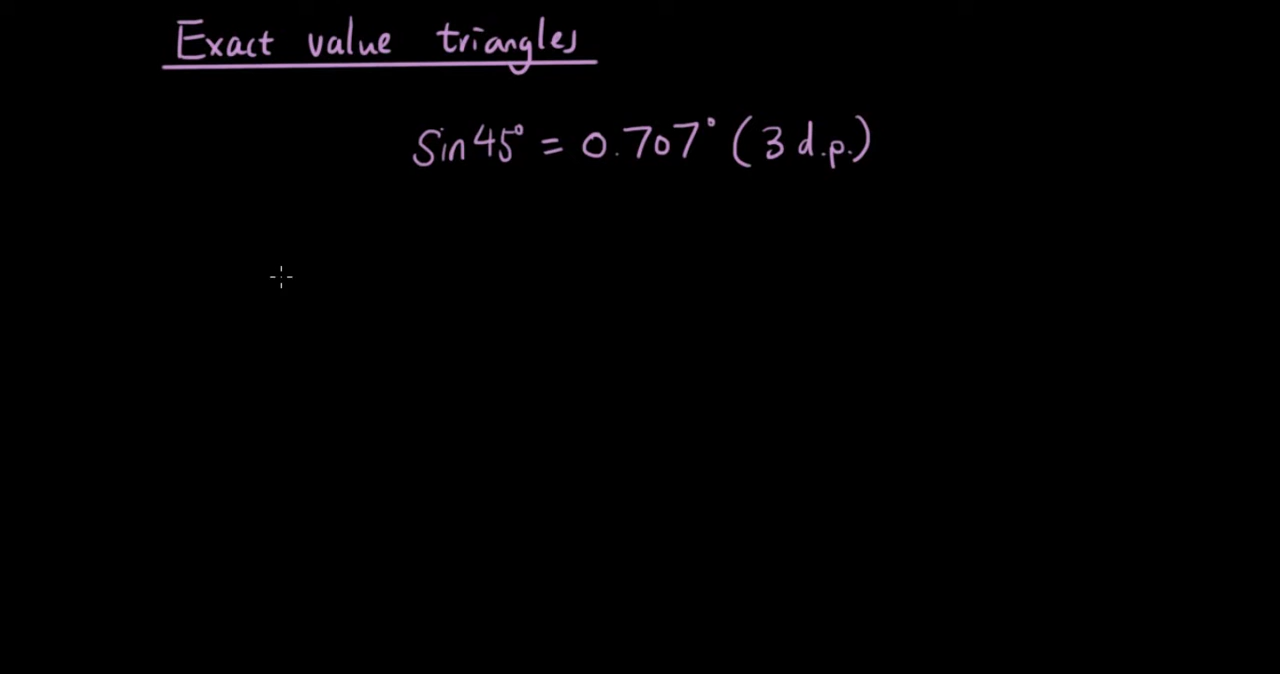 Exact value triangles
Sin 45° = 0.707° (3 d.p.)